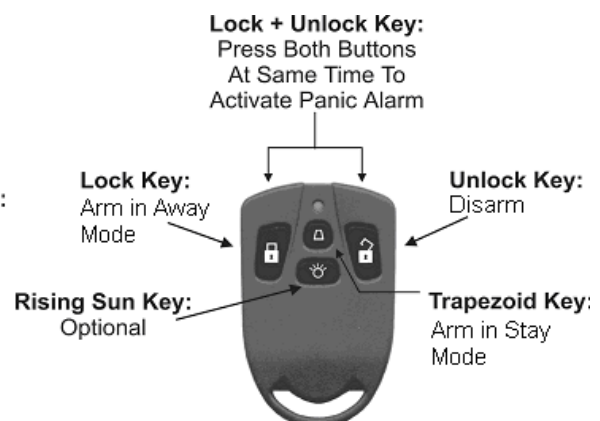 Lock + Unlock Key:
Press Both Buttons
At Same Time To
Activate Panic Alarm
:
Lock Key:
Arm in Away
Mode
Unlock Key:
Disarm
Rising Sun Key:
Optional
Trapezoid Key:
Arm in Stay
Mode